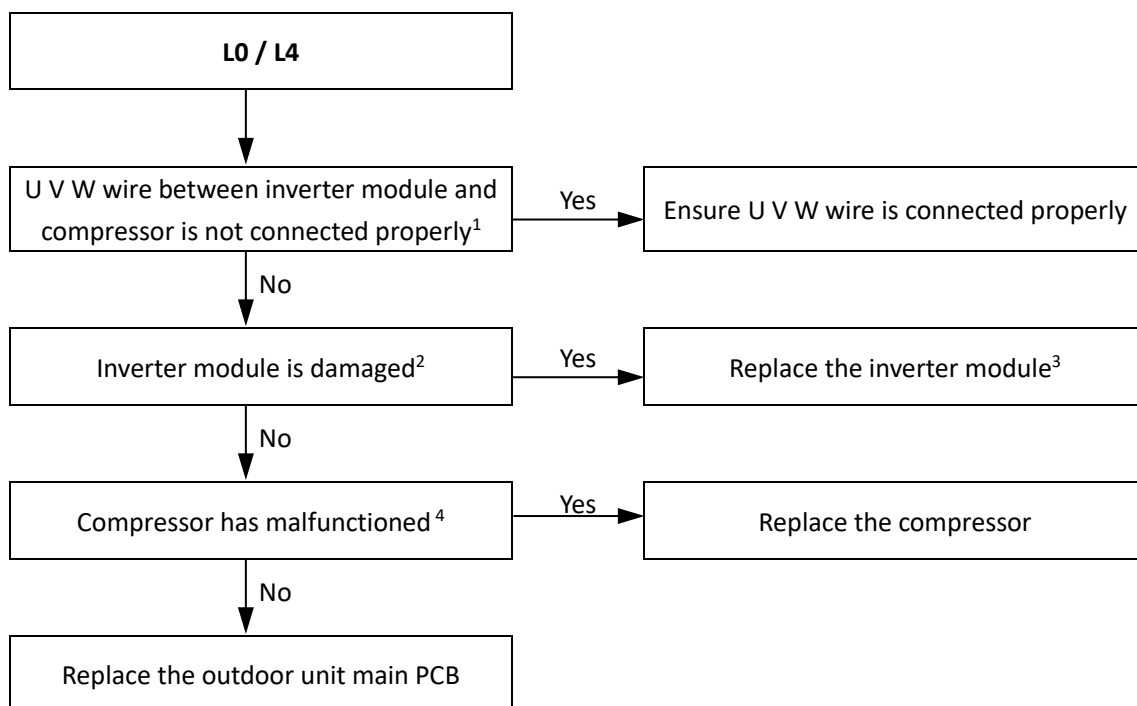 L0 / L4
U V W wire between inverter module and
compressor is not connected properly¹
Yes
Ensure U V W wire is connected properly
No
Inverter module is damaged²
Yes
Replace the inverter module³
No
Compressor has malfunctioned ⁴
Yes
Replace the compressor
No
Replace the outdoor unit main PCB